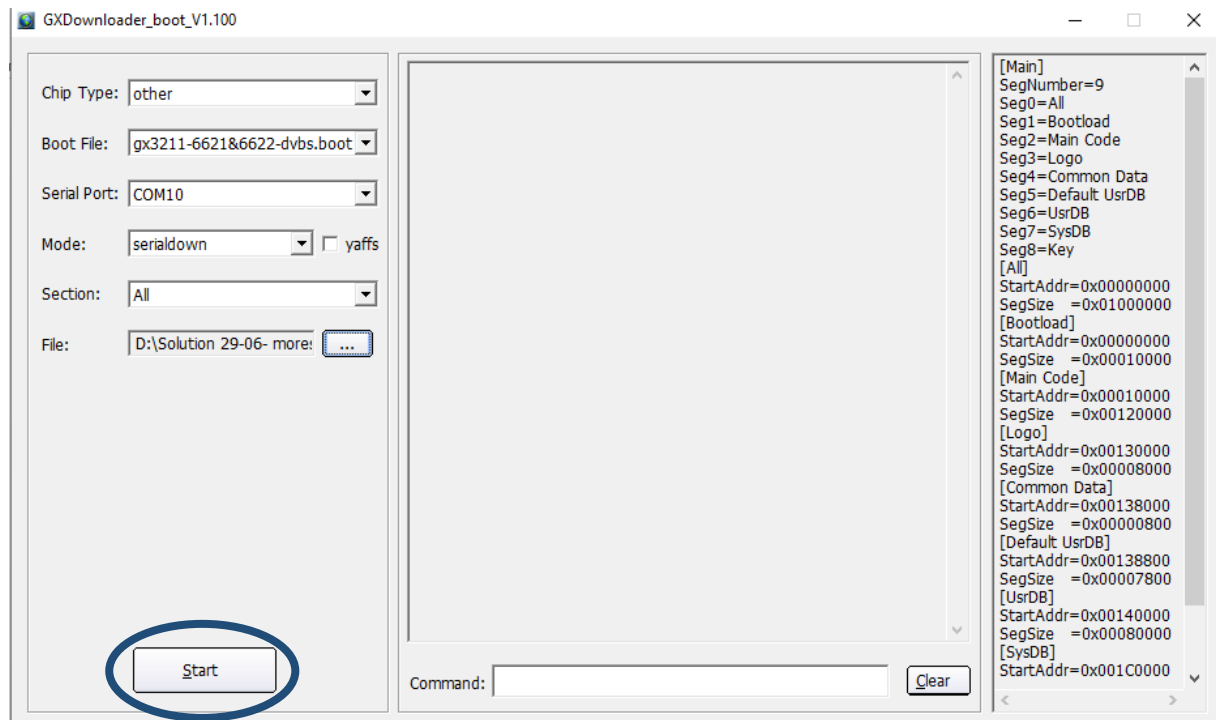 GXDownloader_boot_V1.100
Chip Type: other
Boot File: gx3211-6621&6622-dvbs.boot
Serial Port: COM10
Mode: serialdown yaffs
Section: All
File: D:\Solution 29-06- more: ...
Start
Command: Clear
[Main]
SegNumber=9
Seg0=All
Seg1=Bootload
Seg2=Main Code
Seg3=Logo
Seg4=Common Data
Seg5=Default UsrDB
Seg6=UsrDB
Seg7=SysDB
Seg8=Key
[All]
StartAddr=0x00000000
SegSize =0x01000000
[Bootload]
StartAddr=0x00000000
SegSize =0x00010000
[Main Code]
StartAddr=0x00010000
SegSize =0x00120000
[Logo]
StartAddr=0x00130000
SegSize =0x00008000
[Common Data]
StartAddr=0x00138000
SegSize =0x00000800
[Default UsrDB]
StartAddr=0x00138800
SegSize =0x00007800
[UsrDB]
StartAddr=0x00140000
SegSize =0x00080000
[SysDB]
StartAddr=0x001C0000